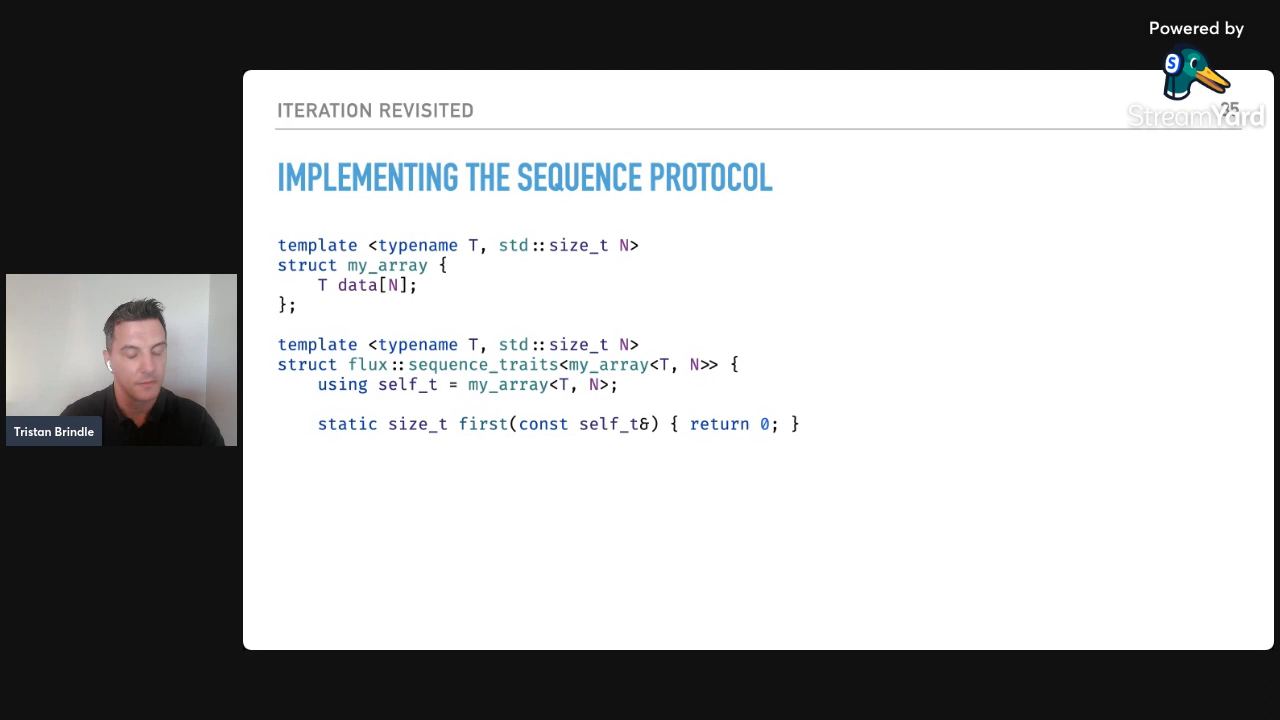 Powered by
S
StreamYard
ITERATION REVISITED
35
IMPLEMENTING THE SEQUENCE PROTOCOL
template <typename T, std::size_t N>
struct my_array {
    T data[N];
};
template <typename T, std::size_t N>
struct flux::sequence_traits<my_array<T, N>> {
    using self_t = my_array<T, N>;
    static size_t first(const self_t&) { return 0; }
Tristan Brindle